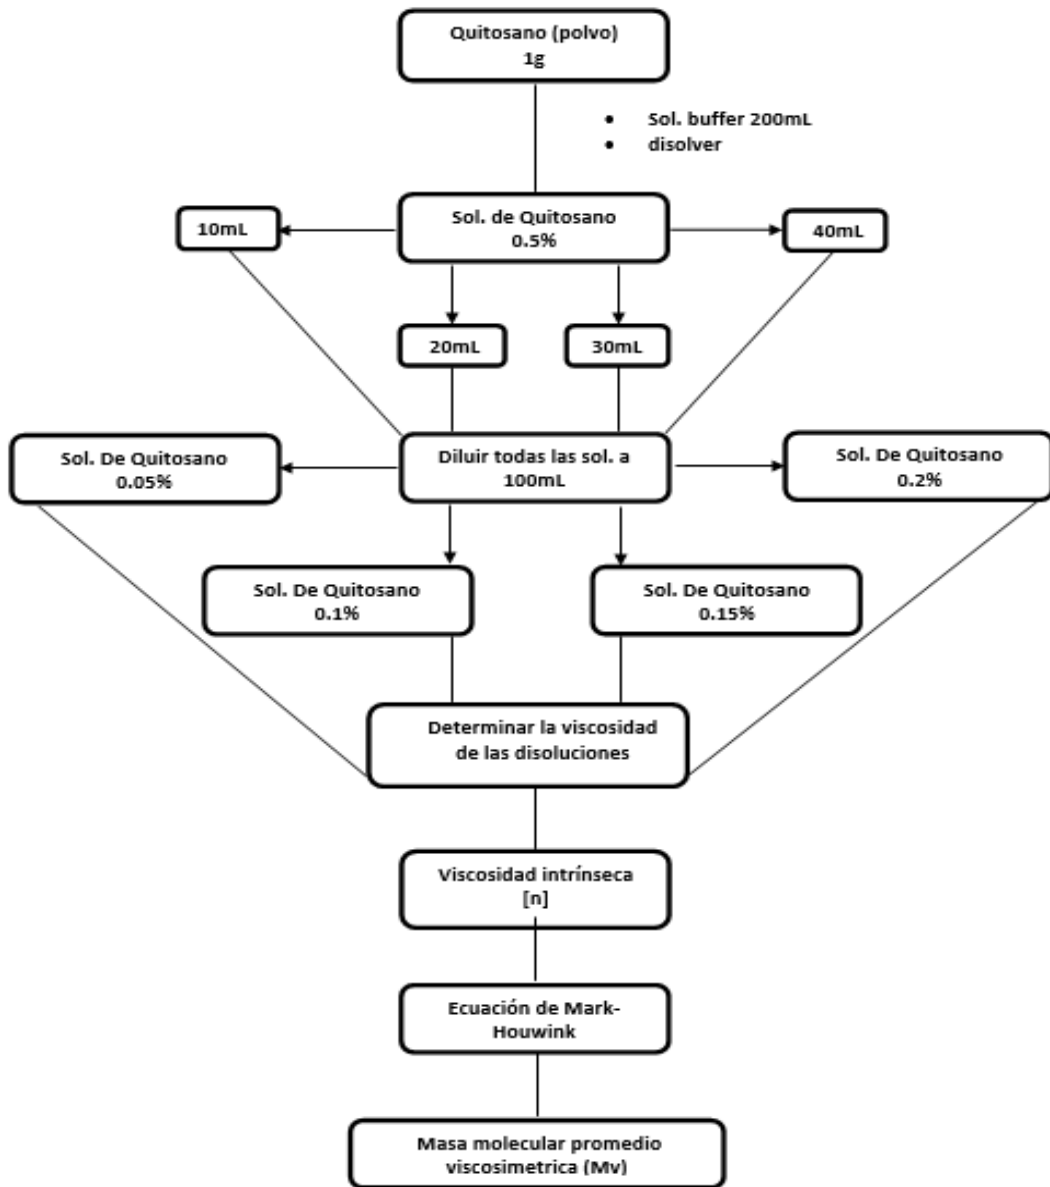 Quitosano (polvo)
1g
• Sol. buffer 200mL
• disolver
10mL
Sol. de Quitosano
0.5%
40mL
20mL
30mL
Sol. De Quitosano
0.05%
Diluir todas las sol. a
100mL
Sol. De Quitosano
0.2%
Sol. De Quitosano
0.1%
Sol. De Quitosano
0.15%
Determinar la viscosidad
de las disoluciones
Viscosidad intrínseca
[n]
Ecuación de Mark-
Houwink
Masa molecular promedio
viscosimetrica (Mv)